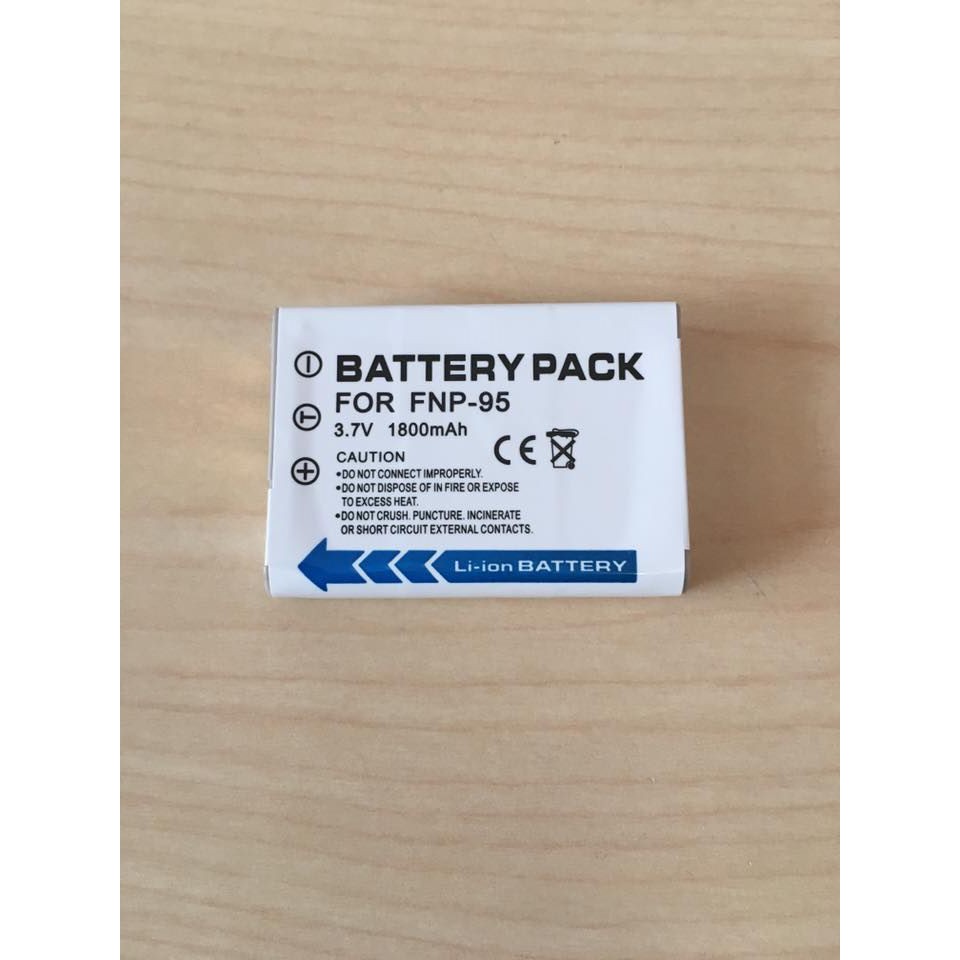 BATTERY PACK
FOR FNP-95
3.7V 1800mAh
CE
CAUTION
•DO NOT CONNECT IMPROPERLY.
•DO NOT DISPOSE OF IN FIRE OR EXPOSE
TO EXCESS HEAT.
•DO NOT CRUSH. PUNCTURE. INCINERATE
OR SHORT CIRCUIT EXTERNAL CONTACTS.
Li-ion BATTERY
−
T
+